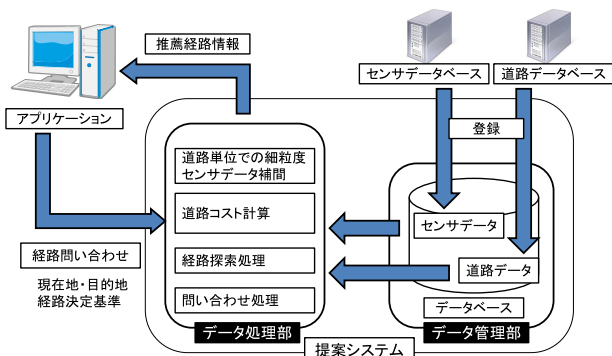 推薦経路情報
センサデータベース
道路データベース
アプリケーション
登録
道路単位での細粒度
センサデータ補間
道路コスト計算
センサデータ
経路問い合わせ
経路探索処理
道路データ
現在地・目的地
経路決定基準
問い合わせ処理
データベース
データ処理部
データ管理部
提案システム